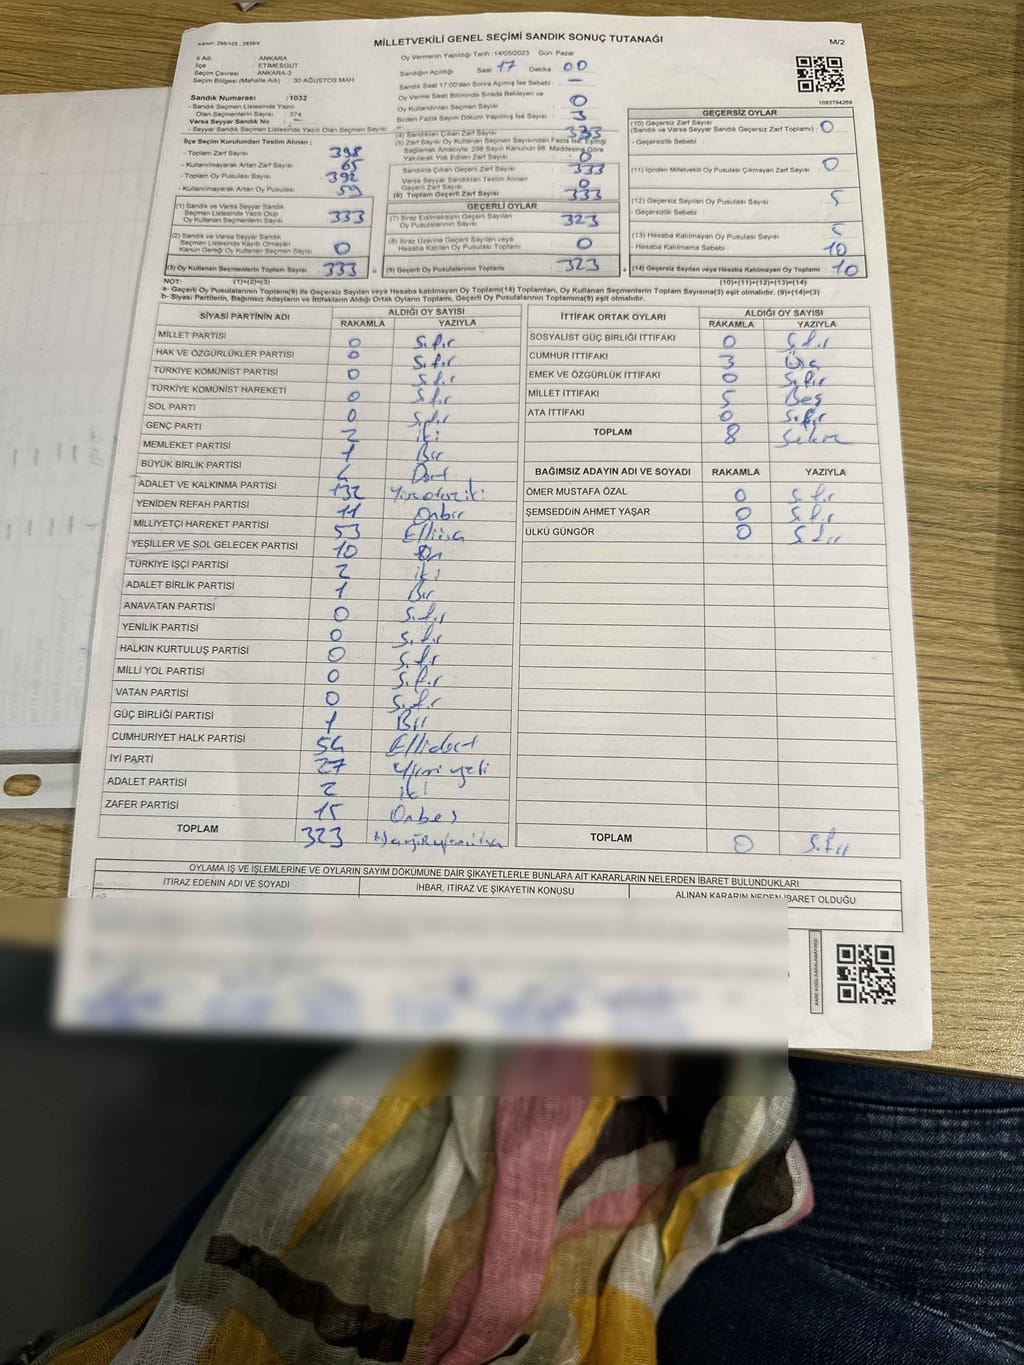 Kanun: 298/105 , 2839/4
MİLLETVEKİLİ GENEL SEÇİMİ SANDIK SONUÇ TUTANAĞI
M/2
İl Adı: ANKARA
İlçe ETİMESGUT
Seçim Çevresi ANKARA-3
Seçim Bölgesi (Mahalle Adı) : 30 AĞUSTOS MAH
Sandık Numarası :1032
- Sandık Seçmen Listesinde Yazılı
Olan Seçmenlerin Sayısı 374
Varsa Seyyar Sandık No
- Seyyar Sandık Seçmen Listesinde Yazılı Olan Seçmen Sayısı
İlçe Seçim Kurulundan Teslim Alınan :
- Toplam Zarf Sayısı 398
- Kullanılmayarak Artan Zarf Sayısı 65
- Toplam Oy Pusulası Sayısı 392
- Kullanılmayarak Artan Oy Pusulası 59
(1) Sandık ve Varsa Seyyar Sandık
Seçmen Listesinde Yazılı Olup
Oy Kullanan Seçmenlerin Sayısı 333
(2) Sandık ve Varsa Seyyar Sandık
Seçmen Listesinde Kayıtlı Olmayan
Kanun Gereği Oy Kullanan Seçmen Sayısı 0
(3) Oy Kullanan Seçmenlerin Toplam Sayısı 333 =
Oy Vermenin Yapıldığı Tarih :14/05/2023 Gün: Pazar
Sandığın Açıldığı Saat: 17 Dakika : 00
Sandık Saat 17:00'den Sonra Açılmış İse Sebebi : —
Oy Verme Saati Bitiminde Sırada Bekleyen ve
Oy Kullandırılan Seçmen Sayısı 0
Birden Fazla Sayım Döküm Yapılmış İse Sayısı 3
(4) Sandıktan Çıkan Zarf Sayısı 333
(5) Zarf Sayısı Oy Kullanan Seçmen Sayısından Fazla İse, Eşitliği
Sağlamak Amacıyla; 298 Sayılı Kanunun 98. Maddesine Göre
Yakılarak Yok Edilen Zarf Sayısı 0
Sandıkta Çıkan Geçerli Zarf Sayısı 333
Varsa Seyyar Sandıktan Teslim Alınan
Geçerli Zarf Sayısı 0
(6) Toplam Geçerli Zarf Sayısı 333
GEÇERLİ OYLAR
(7) İtiraz Edilmeksizin Geçerli Sayılan
Oy Pusulalarının Sayısı 323
(8) İtiraz Üzerine Geçerli Sayılan veya
Hesaba Katılan Oy Pusulası Toplamı 0
(9) Geçerli Oy Pusulalarının Toplamı 323 +
1083794269
GEÇERSİZ OYLAR
(10) Geçersiz Zarf Sayısı
(Sandık ve Varsa Seyyar Sandık Geçersiz Zarf Toplamı) : 0
- Geçersizlik Sebebi :
(11) İçinden Milletvekili Oy Pusulası Çıkmayan Zarf Sayısı 0
(12) Geçersiz Sayılan Oy Pusulası Sayısı 5
- Geçersizlik Sebebi :
(13) Hesaba Katılmayan Oy Pusulası Sayısı : 5
- Hesaba Katılmama Sebebi : 10
(14) Geçersiz Sayılan veya Hesaba Katılmayan Oy Toplamı : 10
NOT: (1)+(2)=(3) (10)+(11)+(12)+(13)=(14)
a- Geçerli Oy Pusulalarının Toplamı(9) ile Geçersiz Sayılan veya Hesaba Katılmayan Oy Toplamı(14) Toplamları, Oy Kullanan Seçmenlerin Toplam Sayısına(3) eşit olmalıdır. (9)+(14)=(3)
b- Siyasi Partilerin, Bağımsız Adayların ve İttifakların Aldığı Ortak Oyların Toplamı, Geçerli Oy Pusulalarının Toplamına(9) eşit olmalıdır.
SİYASİ PARTİNİN ADI ALDIĞI OY SAYISI
RAKAMLA YAZIYLA
MİLLET PARTİSİ 0 Sıfır
HAK VE ÖZGÜRLÜKLER PARTİSİ 0 Sıfır
TÜRKİYE KOMÜNİST PARTİSİ 0 Sıfır
TÜRKİYE KOMÜNİST HAREKETİ 0 Sıfır
SOL PARTİ 0 Sıfır
GENÇ PARTİ 2 iki
MEMLEKET PARTİSİ 1 Bir
BÜYÜK BİRLİK PARTİSİ 4 Dört
ADALET VE KALKINMA PARTİSİ 132 Yüzotuziki
YENİDEN REFAH PARTİSİ 11 Onbir
MİLLİYETÇİ HAREKET PARTİSİ 53 Elliüç
YEŞİLLER VE SOL GELECEK PARTİSİ 10 On
TÜRKİYE İŞÇİ PARTİSİ 2 iki
ADALET BİRLİK PARTİSİ 1 Bir
ANAVATAN PARTİSİ 0 Sıfır
YENİLİK PARTİSİ 0 Sıfır
HALKIN KURTULUŞ PARTİSİ 0 Sıfır
MİLLİ YOL PARTİSİ 0 Sıfır
VATAN PARTİSİ 0 Sıfır
GÜÇ BİRLİĞİ PARTİSİ 1 Bir
CUMHURİYET HALK PARTİSİ 54 Ellidört
İYİ PARTİ 27 Yirmi yedi
ADALET PARTİSİ 2 iki
ZAFER PARTİSİ 15 Onbeş
TOPLAM 323
İTTİFAK ORTAK OYLARI ALDIĞI OY SAYISI
RAKAMLA YAZIYLA
SOSYALİST GÜÇ BİRLİĞİ İTTİFAKI 0 Sıfır
CUMHUR İTTİFAKI 3 Üç
EMEK VE ÖZGÜRLÜK İTTİFAKI 0 Sıfır
MİLLET İTTİFAKI 5 Beş
ATA İTTİFAKI 0 Sıfır
TOPLAM 8 Sekiz
BAĞIMSIZ ADAYIN ADI VE SOYADI RAKAMLA YAZIYLA
ÖMER MUSTAFA ÖZAL 0 Sıfır
ŞEMSEDDİN AHMET YAŞAR 0 Sıfır
ÜLKÜ GÜNGÖR 0 Sıfır
TOPLAM 0 Sıfır
OYLAMA İŞ VE İŞLEMLERİNE VE OYLARIN SAYIM DÖKÜMÜNE DAİR ŞİKAYETLERLE BUNLARA AİT KARARLARIN NELERDEN İBARET BULUNDUKLARI
İTİRAZ EDENİN ADI VE SOYADI İHBAR, İTİRAZ VE ŞİKAYETİN KONUSU ALINAN KARARIN NEDEN İBARET OLDUĞU
KARE KODU KARALAMAYINIZ